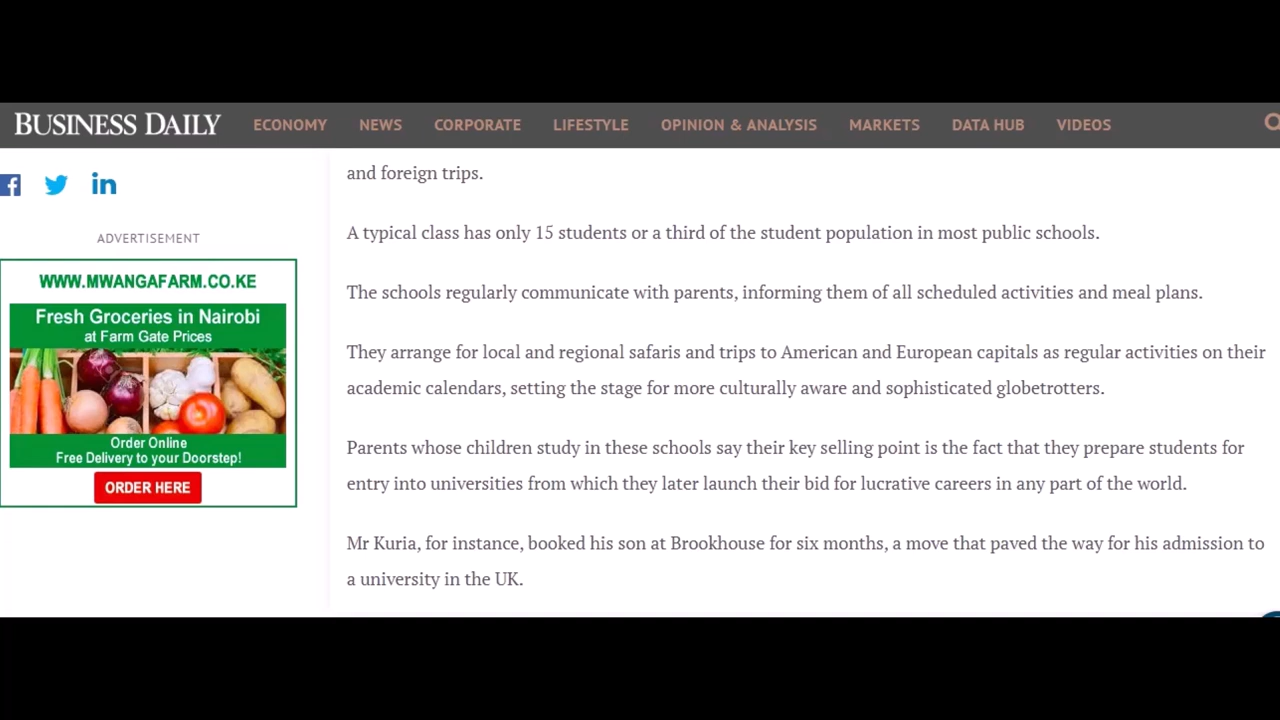 BUSINESS DAILY
ECONOMY NEWS CORPORATE LIFESTYLE OPINION & ANALYSIS MARKETS DATA HUB VIDEOS
ADVERTISEMENT
WWW.MWANGAFARM.CO.KE
Fresh Groceries in Nairobi
at Farm Gate Prices
Order Online
Free Delivery to your Doorstep!
ORDER HERE
and foreign trips.
A typical class has only 15 students or a third of the student population in most public schools.
The schools regularly communicate with parents, informing them of all scheduled activities and meal plans.
They arrange for local and regional safaris and trips to American and European capitals as regular activities on their
academic calendars, setting the stage for more culturally aware and sophisticated globetrotters.
Parents whose children study in these schools say their key selling point is the fact that they prepare students for
entry into universities from which they later launch their bid for lucrative careers in any part of the world.
Mr Kuria, for instance, booked his son at Brookhouse for six months, a move that paved the way for his admission to
a university in the UK.